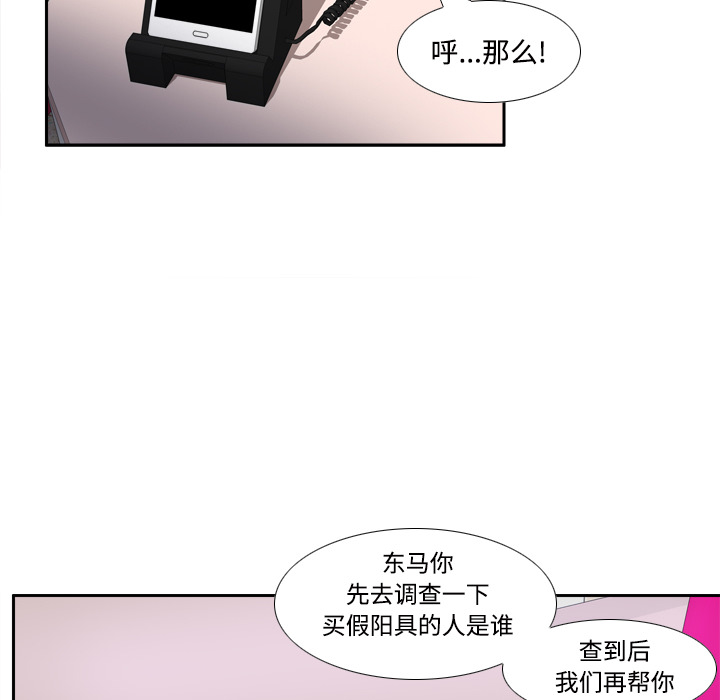 呼...那么!
东马你
先去调查一下
买假阳具的人是谁
查到后
我们再帮你